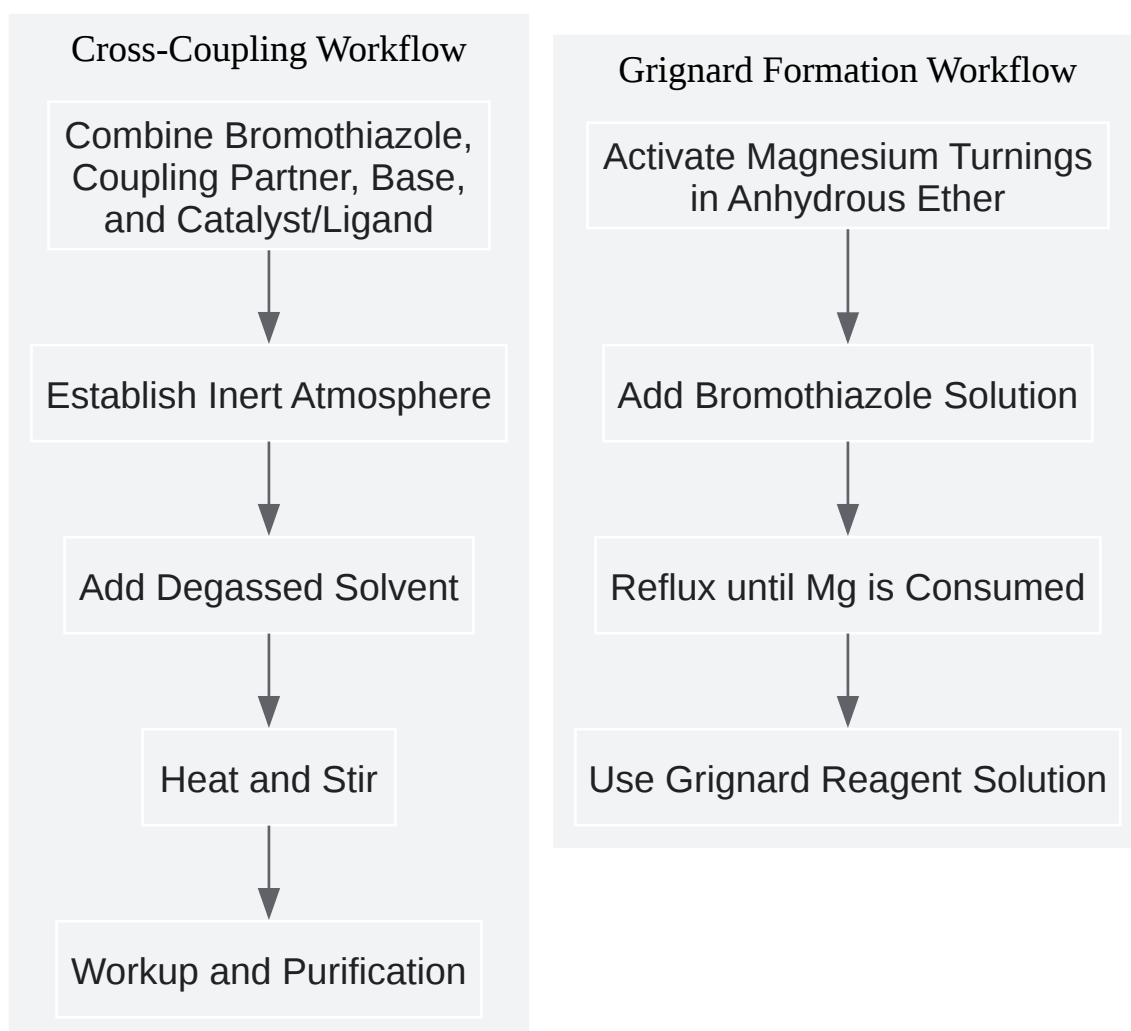 Cross-Coupling Workflow
Combine Bromothiazole,
Coupling Partner, Base,
and Catalyst/Ligand
Establish Inert Atmosphere
Add Degassed Solvent
Heat and Stir
Workup and Purification
Grignard Formation Workflow
Activate Magnesium Turnings
in Anhydrous Ether
Add Bromothiazole Solution
Reflux until Mg is Consumed
Use Grignard Reagent Solution